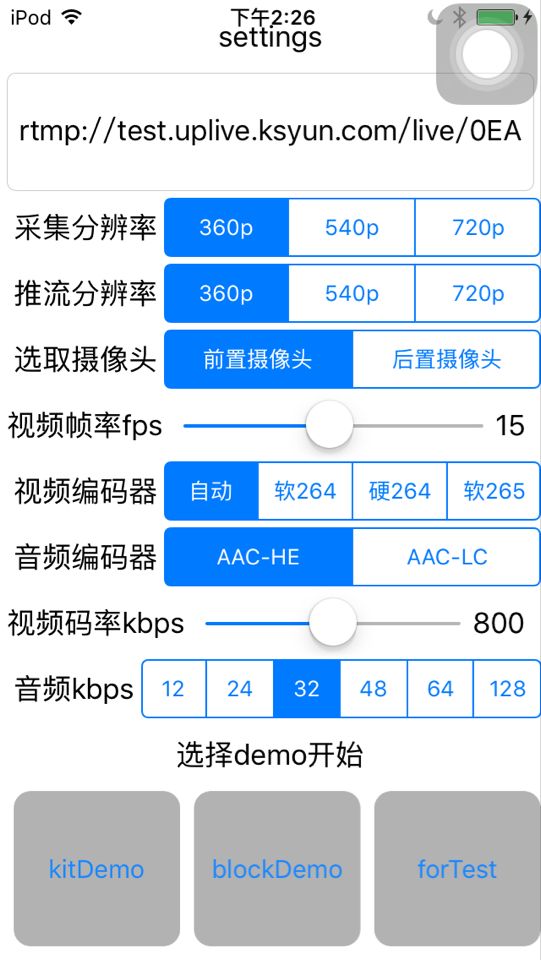 iPod 下午2:26
settings
rtmp://test.uplive.ksyun.com/live/0EA
采集分辨率 360p 540p 720p
推流分辨率 360p 540p 720p
选取摄像头 前置摄像头 后置摄像头
视频帧率fps 15
视频编码器 自动 软264 硬264 软265
音频编码器 AAC-HE AAC-LC
视频码率kbps 800
音频kbps 12 24 32 48 64 128
选择demo开始
kitDemo blockDemo forTest